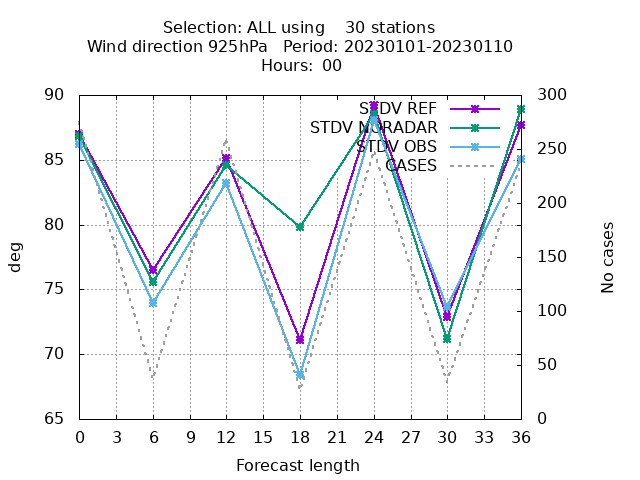 Selection: ALL using    30 stations
Wind direction 925hPa   Period: 20230101-20230110
Hours: 00
90
85
80
75
70
65
deg
300
250
200
150
100
50
0
No cases
STDV REF
STDV NORADAR
STDV OBS
CASES
0 3 6 9 12 15 18 21 24 27 30 33 36
Forecast length